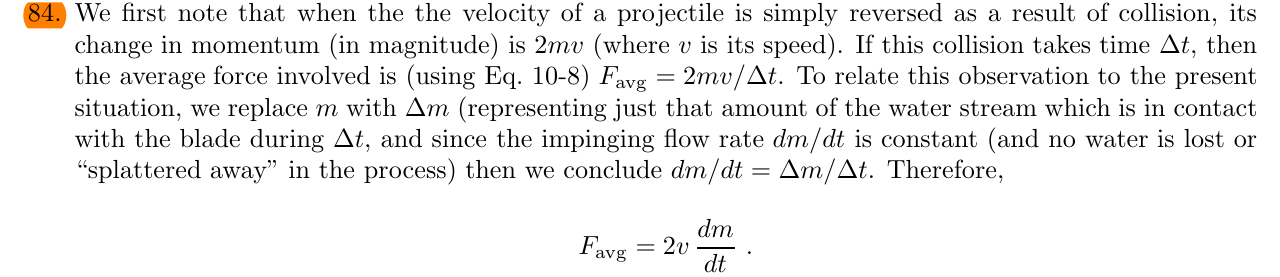 84. We first note that when the the velocity of a projectile is simply reversed as a result of collision, its
change in momentum (in magnitude) is 2mv (where v is its speed). If this collision takes time Δt, then
the average force involved is (using Eq. 10-8) F_avg = 2mv/Δt. To relate this observation to the present
situation, we replace m with Δm (representing just that amount of the water stream which is in contact
with the blade during Δt, and since the impinging flow rate dm/dt is constant (and no water is lost or
“splattered away” in the process) then we conclude dm/dt = Δm/Δt. Therefore,
F_avg = 2v dm/dt .